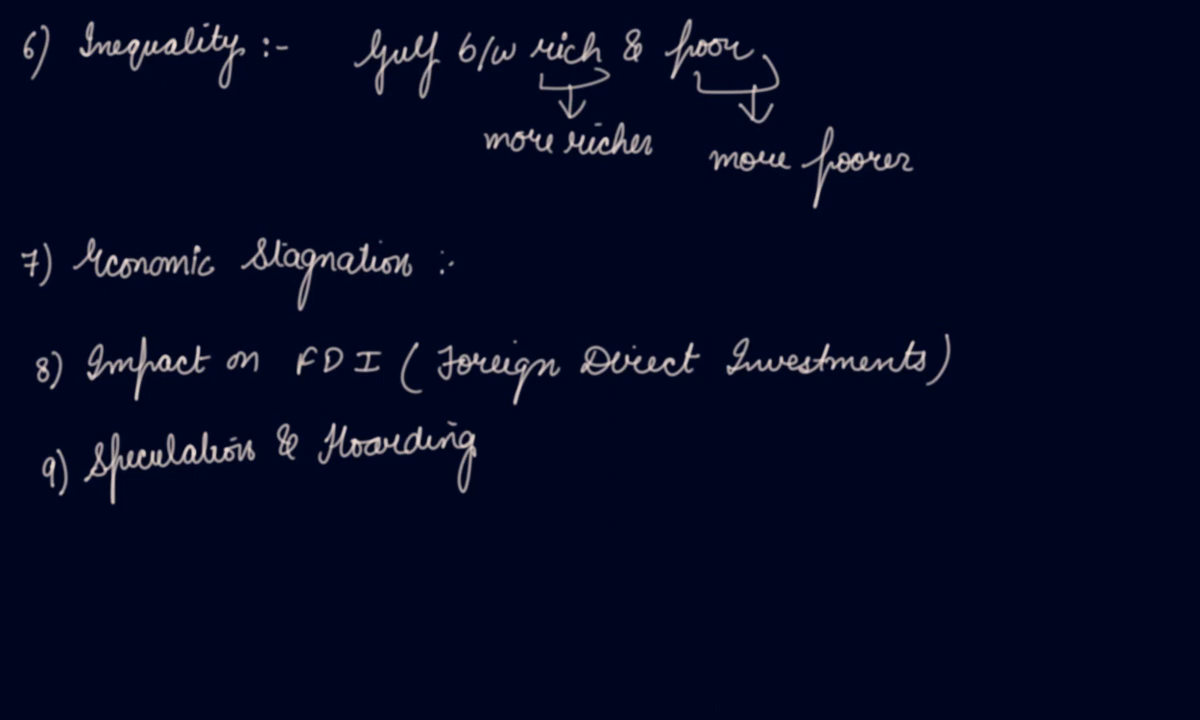 6) Inequality :- Gulf b/w rich & poor
more richer more poorer
7) Economic Stagnation :-
8) Impact on FDI ( Foreign Direct Investments)
9) Speculation & Hoarding